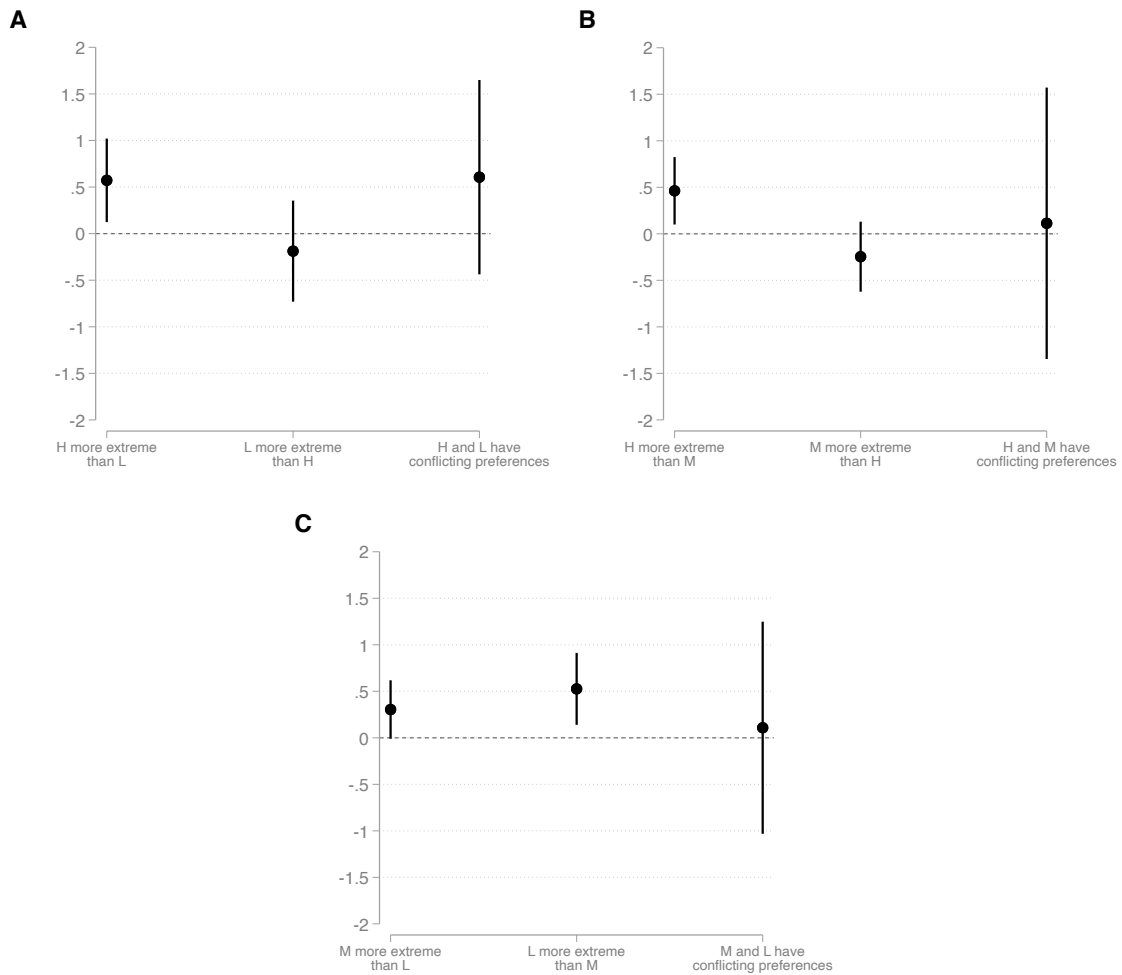 A
2
1.5
1
.5
0
-.5
-1
-1.5
-2
H more extreme
than L
L more extreme
than H
H and L have
conflicting preferences
B
2
1.5
1
.5
0
-.5
-1
-1.5
-2
H more extreme
than M
M more extreme
than H
H and M have
conflicting preferences
C
2
1.5
1
.5
0
-.5
-1
-1.5
-2
M more extreme
than L
L more extreme
than M
M and L have
conflicting preferences